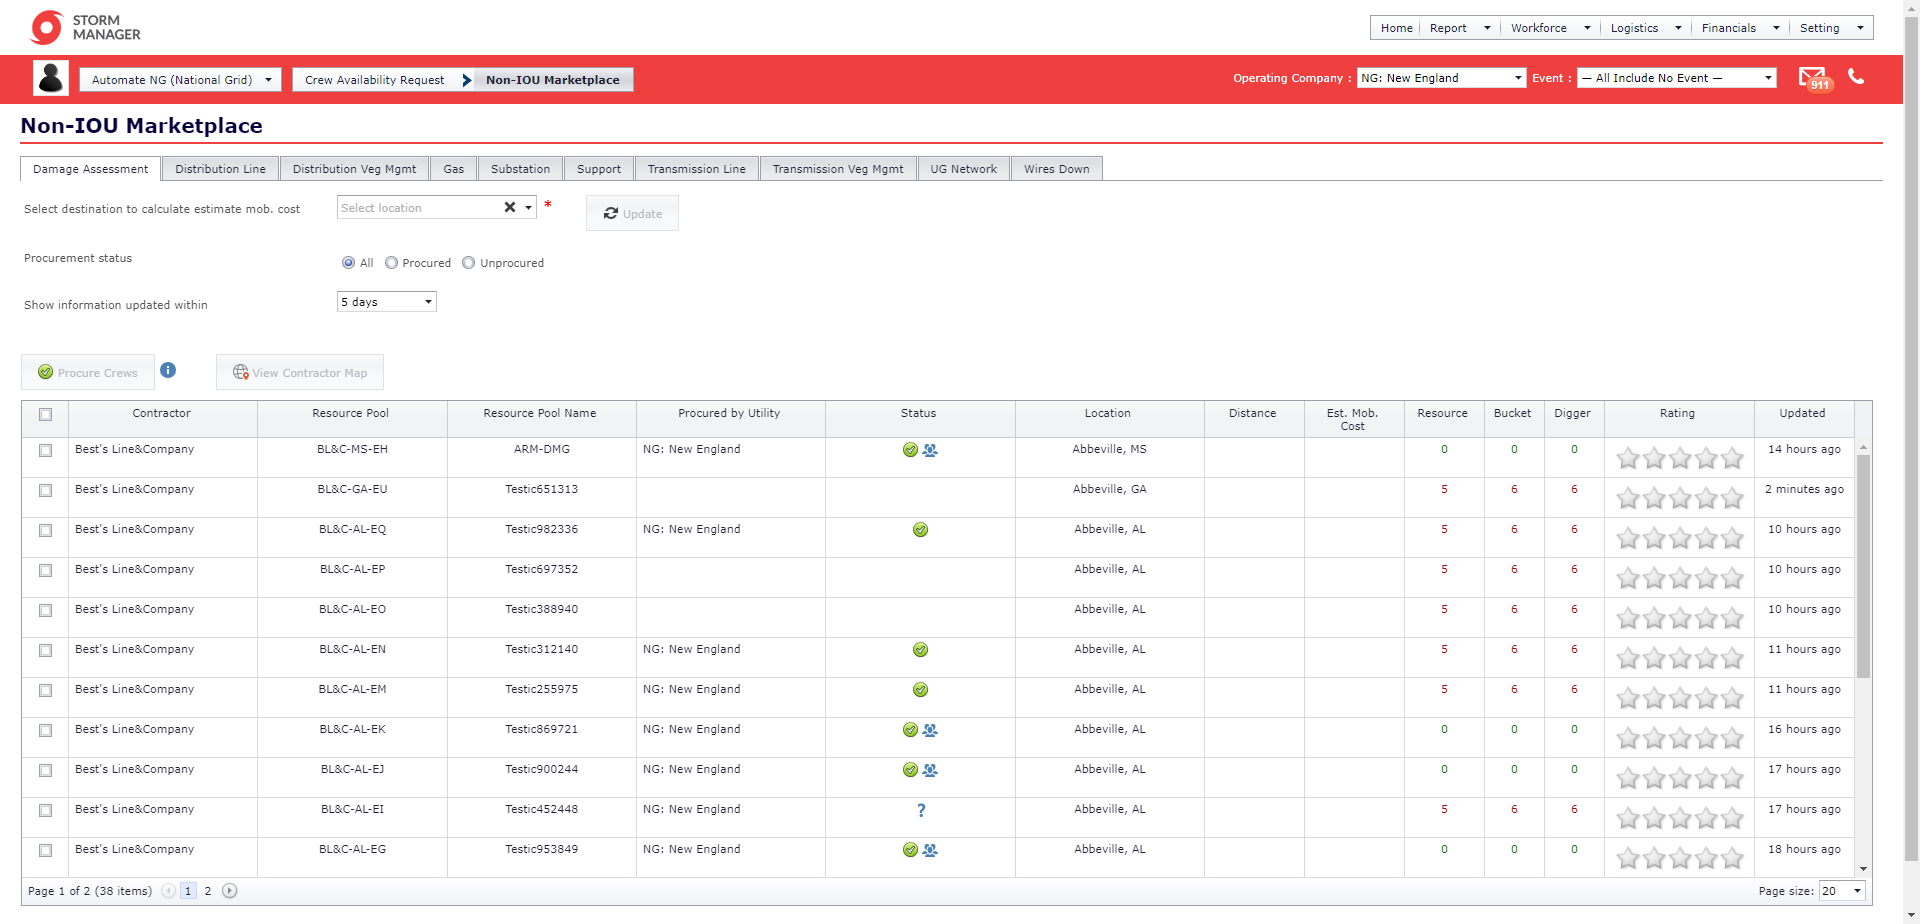 STORM
MANAGER
Home Report Workforce Logistics Financials Setting
Automate NG (National Grid) Crew Availability Request Non-IOU Marketplace Operating Company : NG: New England Event : — All Include No Event — 911
Non-IOU Marketplace
Damage Assessment Distribution Line Distribution Veg Mgmt Gas Substation Support Transmission Line Transmission Veg Mgmt UG Network Wires Down
Select destination to calculate estimate mob. cost Select location * Update
Procurement status All Procured Unprocured
Show information updated within 5 days
Procure Crews i View Contractor Map
Contractor Resource Pool Resource Pool Name Procured by Utility Status Location Distance Est. Mob. Cost Resource Bucket Digger Rating Updated
Best's Line&Company BL&C-MS-EH ARM-DMG NG: New England Abbeville, MS 0 0 0 14 hours ago
Best's Line&Company BL&C-GA-EU Testic651313 Abbeville, GA 5 6 6 2 minutes ago
Best's Line&Company BL&C-AL-EQ Testic982336 NG: New England Abbeville, AL 5 6 6 10 hours ago
Best's Line&Company BL&C-AL-EP Testic697352 Abbeville, AL 5 6 6 10 hours ago
Best's Line&Company BL&C-AL-EO Testic388940 Abbeville, AL 5 6 6 10 hours ago
Best's Line&Company BL&C-AL-EN Testic312140 NG: New England Abbeville, AL 5 6 6 11 hours ago
Best's Line&Company BL&C-AL-EM Testic255975 NG: New England Abbeville, AL 5 6 6 11 hours ago
Best's Line&Company BL&C-AL-EK Testic869721 NG: New England Abbeville, AL 0 0 0 16 hours ago
Best's Line&Company BL&C-AL-EJ Testic900244 NG: New England Abbeville, AL 0 0 0 17 hours ago
Best's Line&Company BL&C-AL-EI Testic452448 NG: New England ? Abbeville, AL 5 6 6 17 hours ago
Best's Line&Company BL&C-AL-EG Testic953849 NG: New England Abbeville, AL 0 0 0 18 hours ago
Page 1 of 2 (38 items) 1 2 Page size: 20